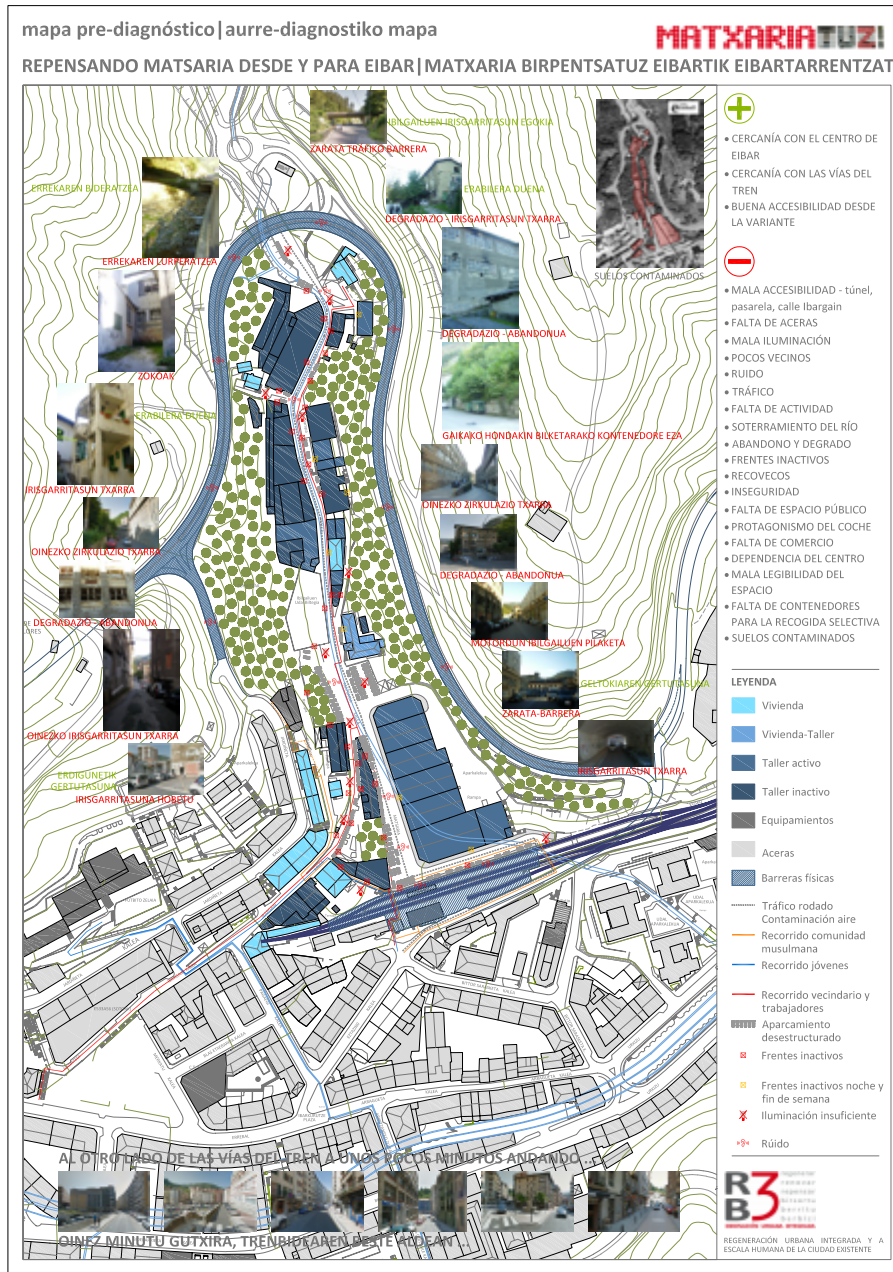 mapa pre-diagnóstico|aurre-diagnostiko mapa
MATXARIATUZ!
REPENSANDO MATSARIA DESDE Y PARA EIBAR|MATXARIA BIRPENTSATUZ EIBARTIK EIBARTARRENTZAT
IBILGAILUEN IRISGARRITASUN EGOKIA
ZARATA TRAFIKO BARRERA
ERREKAREN BIDERATZEA
ERABILERA DUENA
DEGRADAZIO - IRISGARRITASUN TXARRA
ERREKAREN LURPERATZEA
SUELOS CONTAMINADOS
DEGRADAZIO - ABANDONUA
ZOKOAK
ERABILERA DUENA
GAIKAKO HONDAKIN BILKETARAKO KONTENEDORE EZA
IRISGARRITASUN TXARRA
OINEZKO ZIRKULAZIO TXARRA
OINEZKO ZIRKULAZIO TXARRA
DEGRADAZIO - ABANDONUA
DEGRADAZIO - ABANDONUA
MOTORDUN IBILGAILUEN PILAKETA
GELTOKIAREN GERTUTASUNA
ZARATA-BARRERA
OINEZKO IRISGARRITASUN TXARRA
IRISGARRITASUN TXARRA
ERDIGUNETIK
GERTUTASUNA
IRISGARRITASUNA HOBETU
AL OTRO LADO DE LAS VÍAS DEL TREN A UNOS POCOS MINUTOS ANDANDO ...
OINEZ MINUTU GUTXIRA, TRENBIDEAREN BESTE ALDEAN ...
• CERCANÍA CON EL CENTRO DE
EIBAR
• CERCANÍA CON LAS VÍAS DEL
TREN
• BUENA ACCESIBILIDAD DESDE
LA VARIANTE
• MALA ACCESIBILIDAD - túnel,
pasarela, calle Ibargain
• FALTA DE ACERAS
• MALA ILUMINACIÓN
• POCOS VECINOS
• RUIDO
• TRÁFICO
• FALTA DE ACTIVIDAD
• SOTERRAMIENTO DEL RÍO
• ABANDONO Y DEGRADO
• FRENTES INACTIVOS
• RECOVECOS
• INSEGURIDAD
• FALTA DE ESPACIO PÚBLICO
• PROTAGONISMO DEL COCHE
• FALTA DE COMERCIO
• DEPENDENCIA DEL CENTRO
• MALA LEGIBILIDAD DEL
ESPACIO
• FALTA DE CONTENEDORES
PARA LA RECOGIDA SELECTIVA
• SUELOS CONTAMINADOS
LEYENDA
Vivienda
Vivienda-Taller
Taller activo
Taller inactivo
Equipamientos
Aceras
Barreras físicas
Tráfico rodado
Contaminación aire
Recorrido comunidad
musulmana
Recorrido jóvenes
Recorrido vecindario y
trabajadores
Aparcamiento
desestructurado
Frentes inactivos
Frentes inactivos noche y
fin de semana
Iluminación insuficiente
Rúido
R3B
REGENERACIÓN URBANA INTEGRADA Y A
ESCALA HUMANA DE LA CIUDAD EXISTENTE